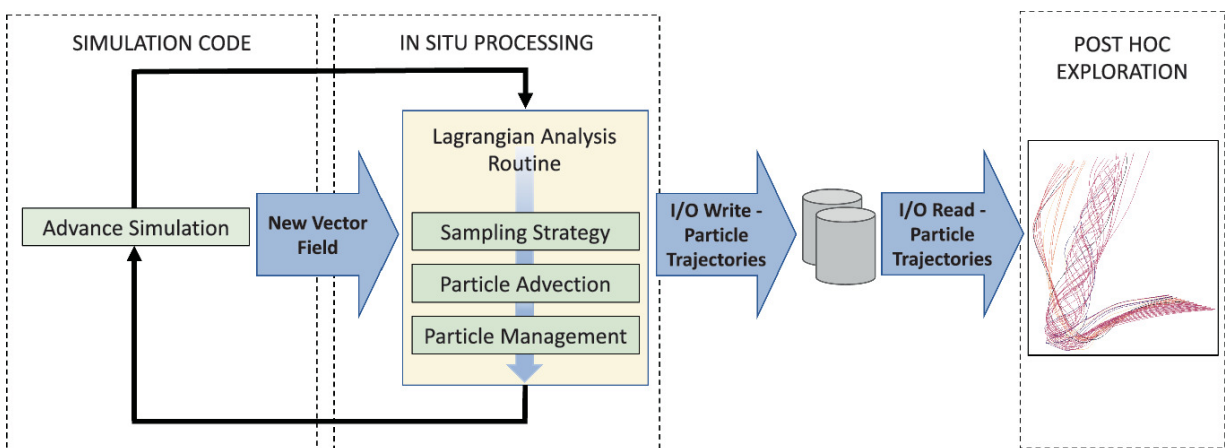 SIMULATION CODE
IN SITU PROCESSING
POST HOC
EXPLORATION
Lagrangian Analysis
Routine
Advance Simulation
New Vector
Field
Sampling Strategy
Particle Advection
Particle Management
I/O Write -
Particle
Trajectories
I/O Read -
Particle
Trajectories